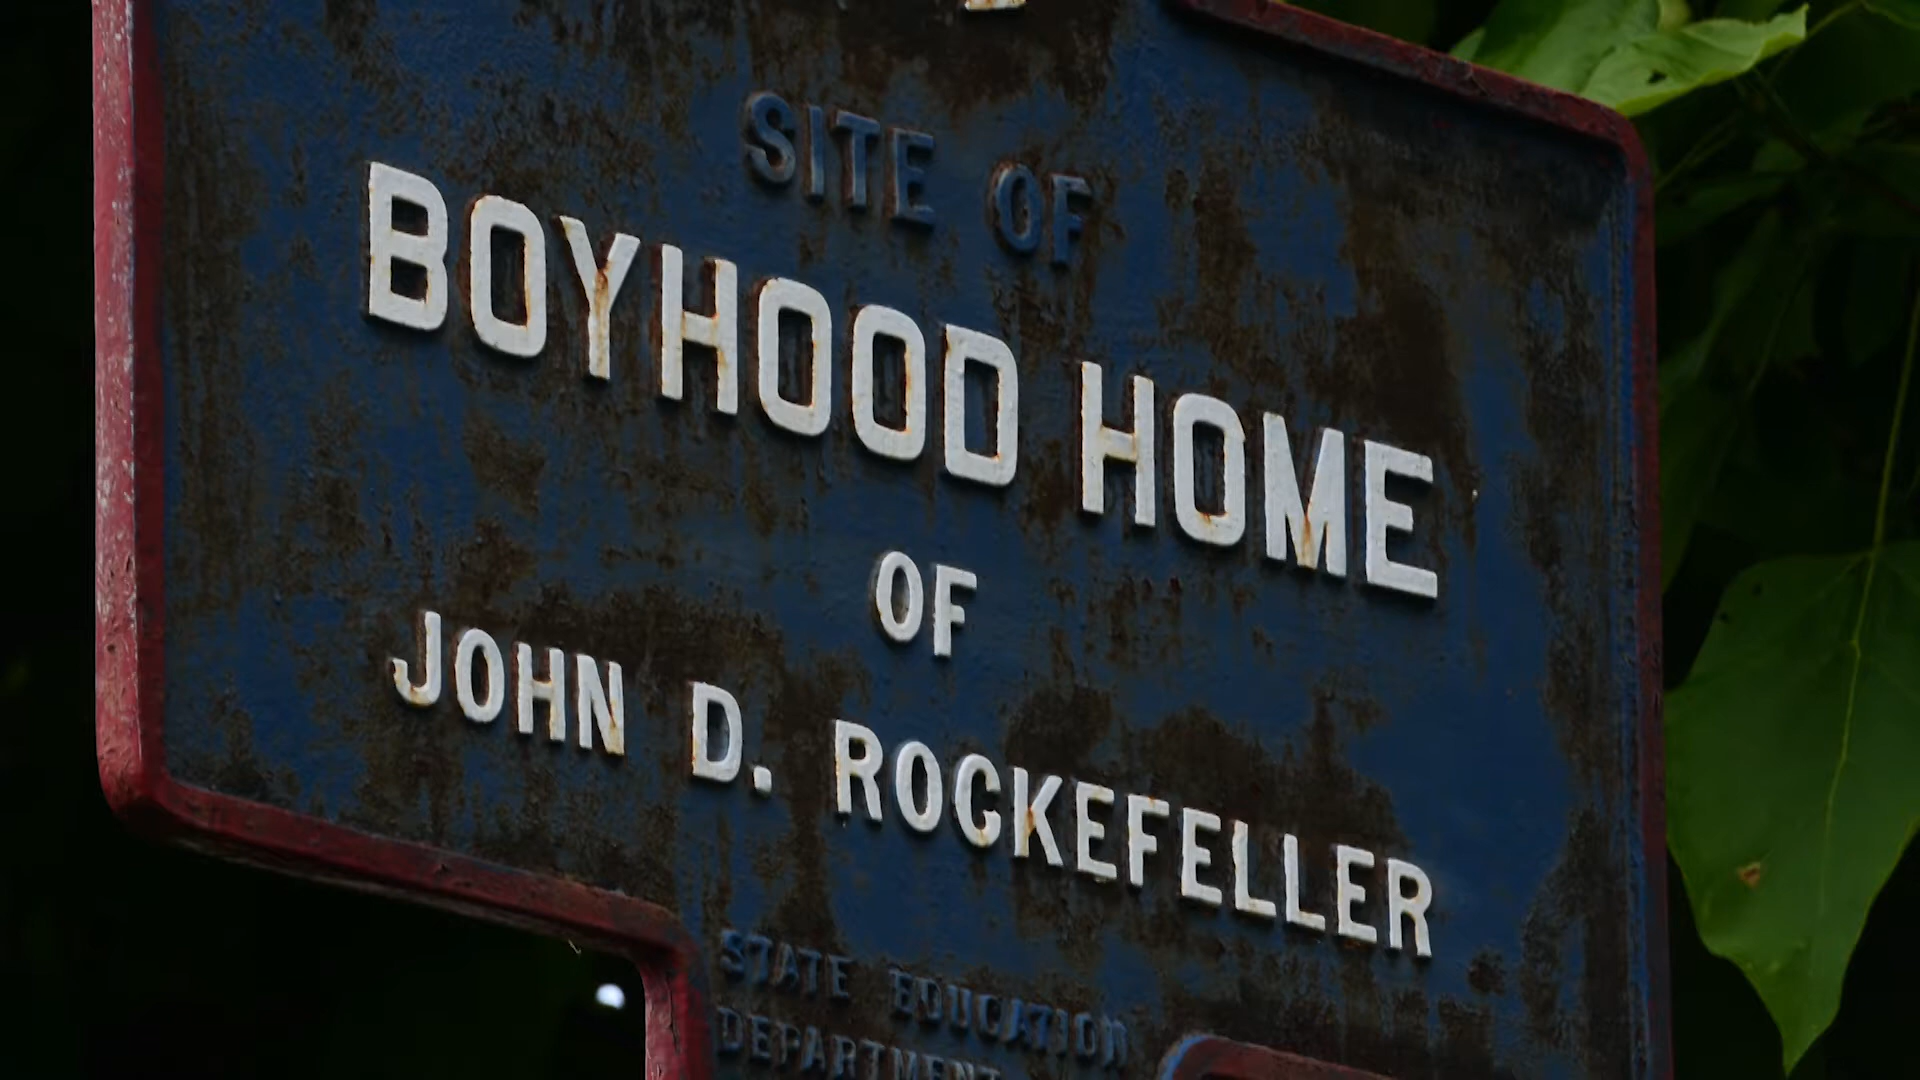 SITE OF
BOYHOOD HOME
OF
JOHN D. ROCKEFELLER
STATE EDUCATION
DEPARTMENT